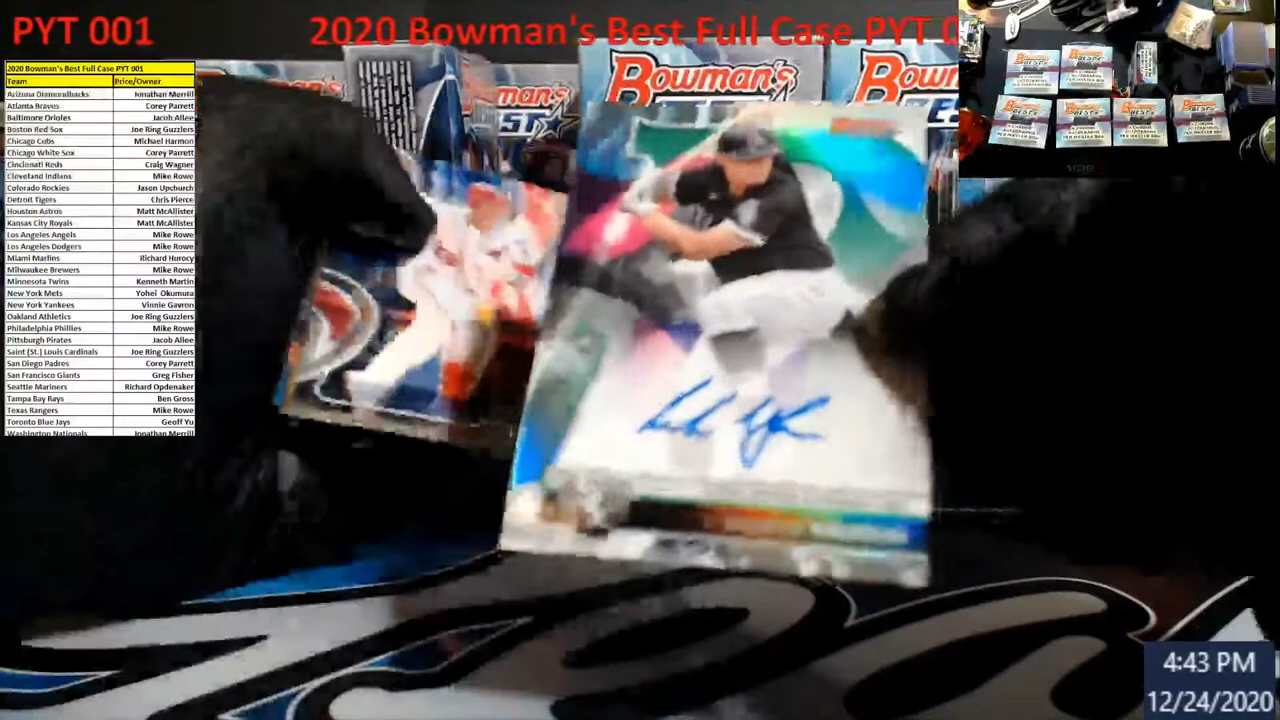 PYT 001
2020 Bowman's Best Full Case PYT 0
2020 Bowman's Best Full Case PYT 001
Team Price/Owner
Arizona Diamondbacks Jonathan Merrill
Atlanta Braves Corey Parrett
Baltimore Orioles Jacob Allee
Boston Red Sox Joe Ring Guzzlers
Chicago Cubs Michael Harmon
Chicago White Sox Corey Parrett
Cincinnati Reds Craig Wagner
Cleveland Indians Mike Rowe
Colorado Rockies Jason Upchurch
Detroit Tigers Chris Pierce
Houston Astros Matt McAllister
Kansas City Royals Matt McAllister
Los Angeles Angels Mike Rowe
Los Angeles Dodgers Mike Rowe
Miami Marlins Richard Hurocy
Milwaukee Brewers Mike Rowe
Minnesota Twins Kenneth Martin
New York Mets Yohei Okumura
New York Yankees Vinnie Gavron
Oakland Athletics Joe Ring Guzzlers
Philadelphia Phillies Mike Rowe
Pittsburgh Pirates Jacob Allee
Saint (St.) Louis Cardinals Joe Ring Guzzlers
San Diego Padres Corey Parrett
San Francisco Giants Greg Fisher
Seattle Mariners Richard Opdenaker
Tampa Bay Rays Ben Gross
Texas Rangers Mike Rowe
Toronto Blue Jays Geoff Yu
Washington Nationals Jonathan Merrill
Bowman's
4:43 PM
12/24/2020